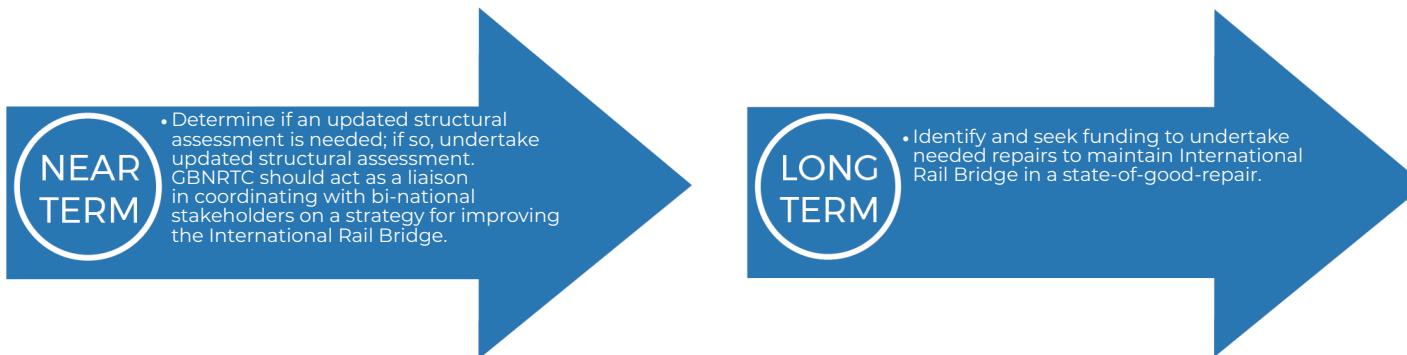 NEAR
TERM
• Determine if an updated structural
assessment is needed; if so, undertake
updated structural assessment.
GBNRTC should act as a liaison
in coordinating with bi-national
stakeholders on a strategy for improving
the International Rail Bridge.
LONG
TERM
• Identify and seek funding to undertake
needed repairs to maintain International
Rail Bridge in a state-of-good-repair.